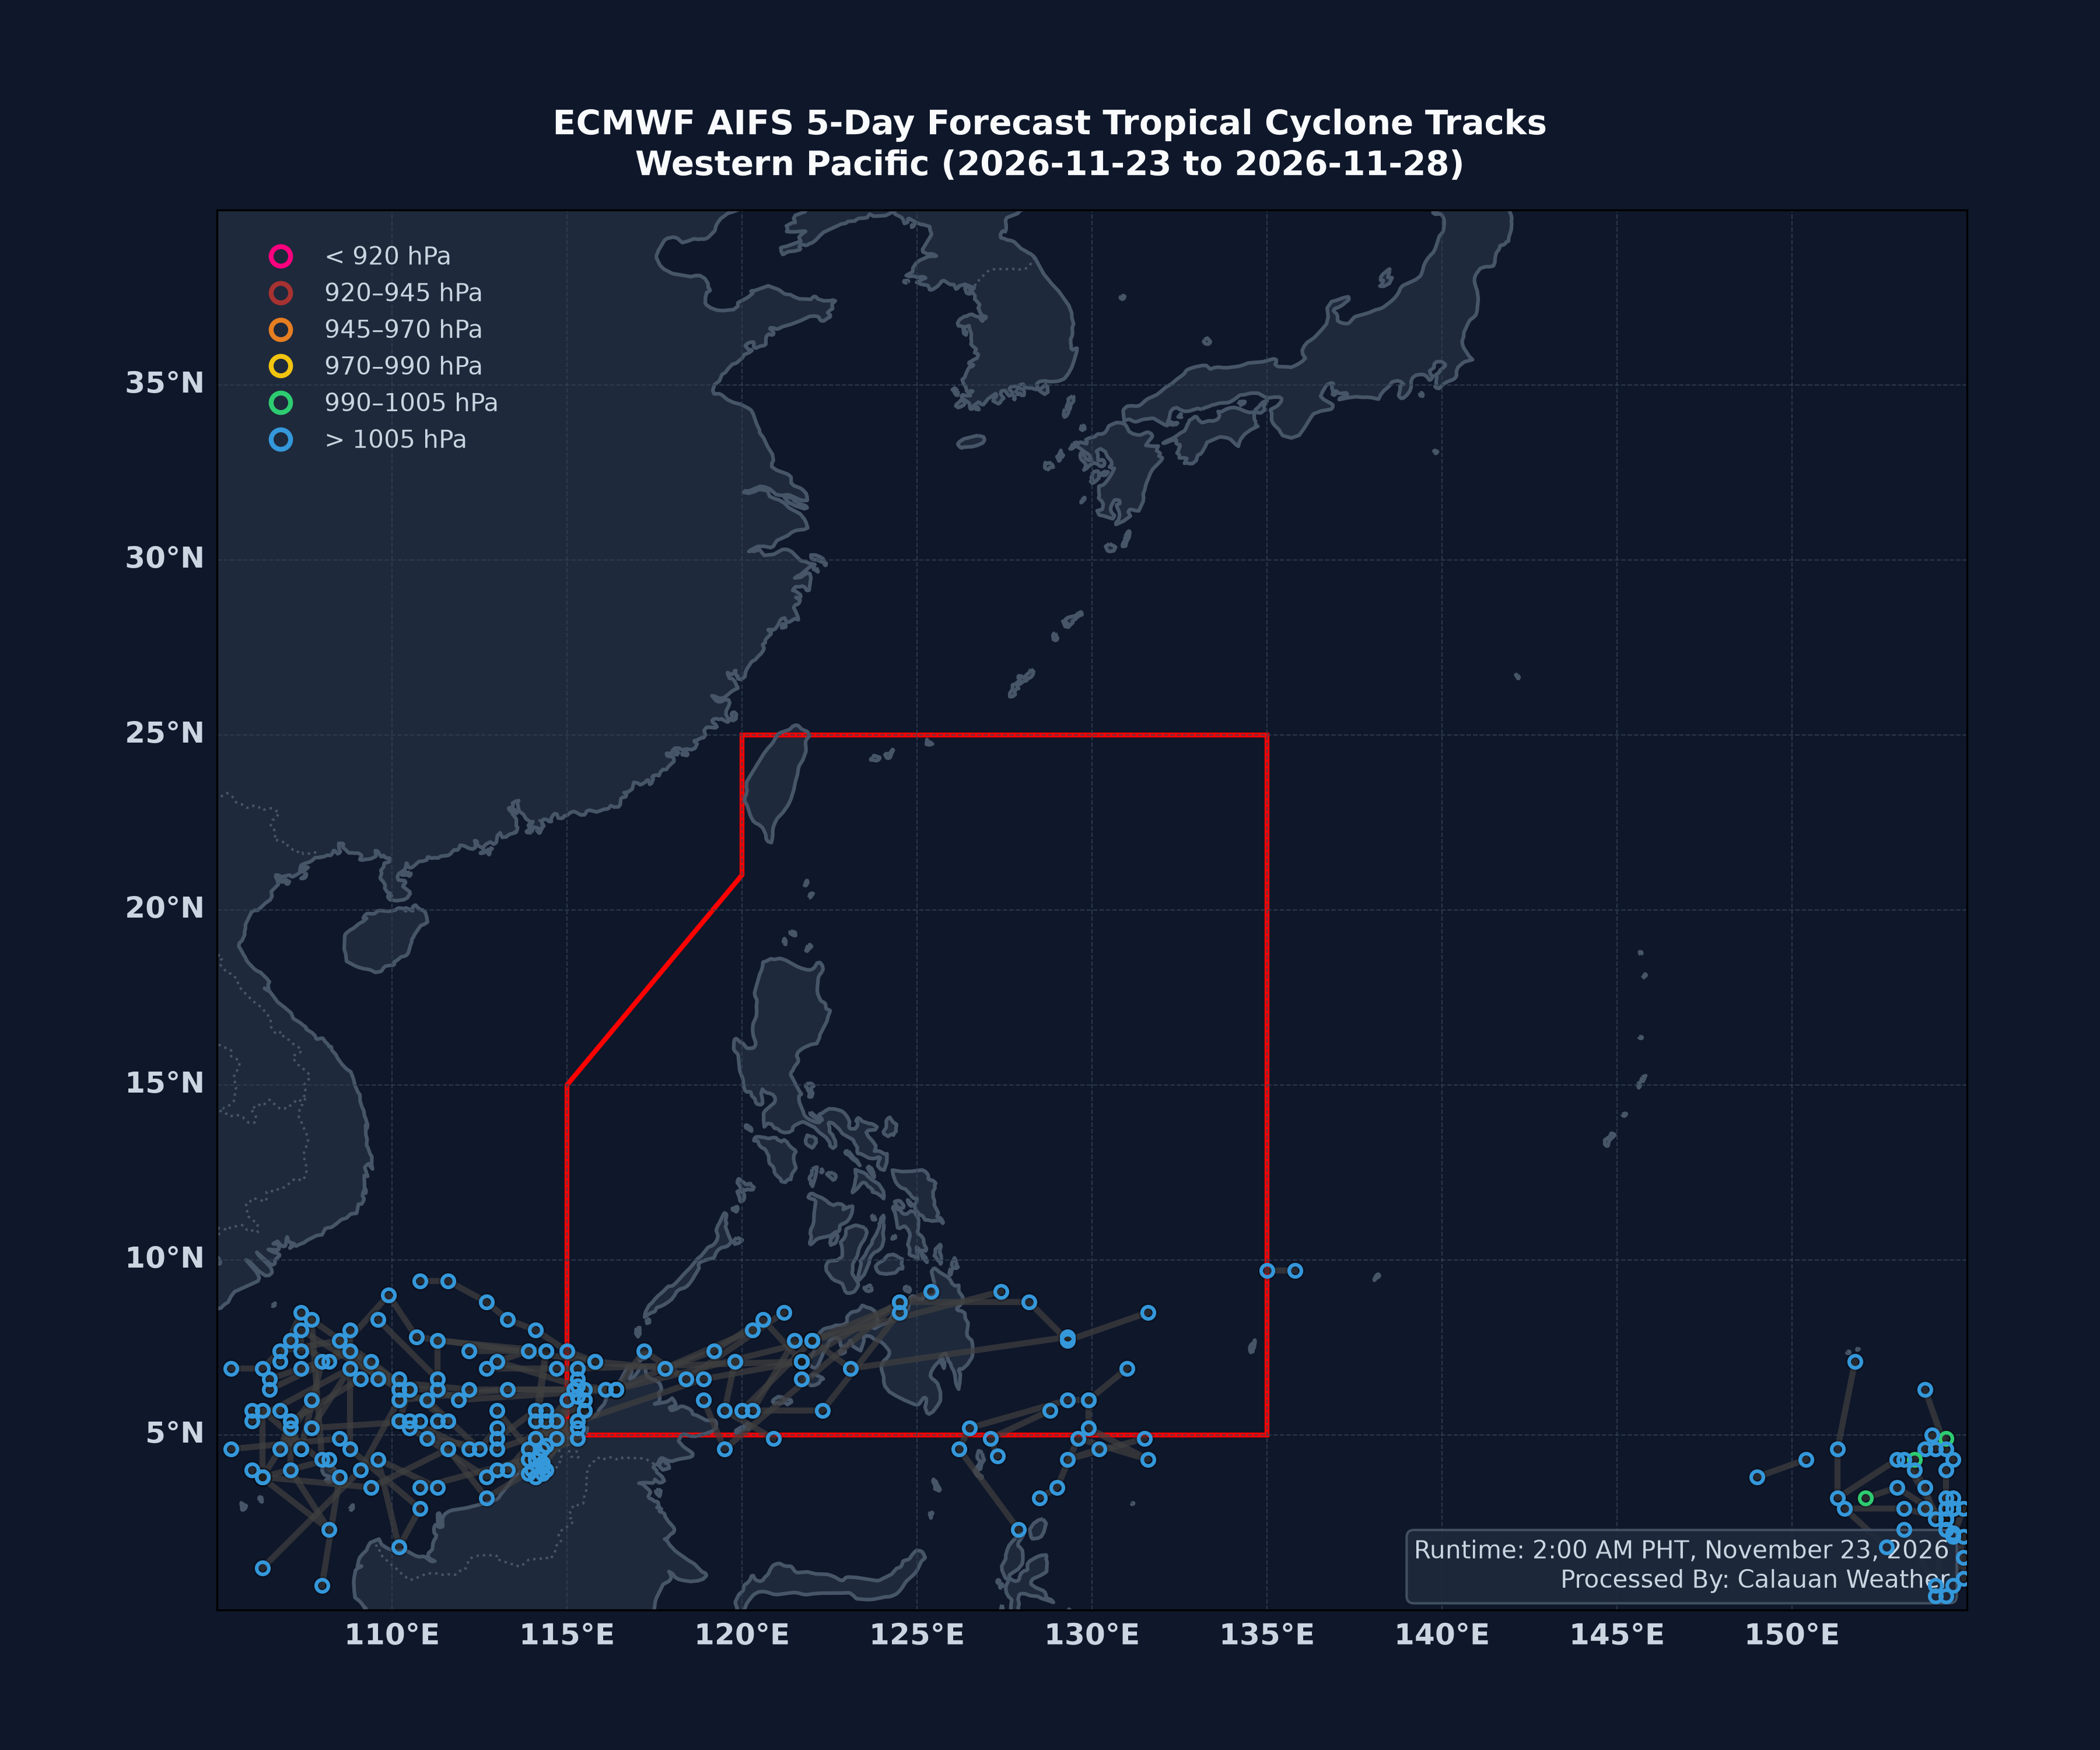 ECMWF AIFS 5-Day Forecast Tropical Cyclone Tracks
Western Pacific (2026-11-23 to 2026-11-28)
< 920 hPa
920–945 hPa
945–970 hPa
970–990 hPa
990–1005 hPa
> 1005 hPa
35°N
30°N
25°N
20°N
15°N
10°N
5°N
Runtime: 2:00 AM PHT, November 23, 2026
Processed By: Calauan Weather
110°E
115°E
120°E
125°E
130°E
135°E
140°E
145°E
150°E